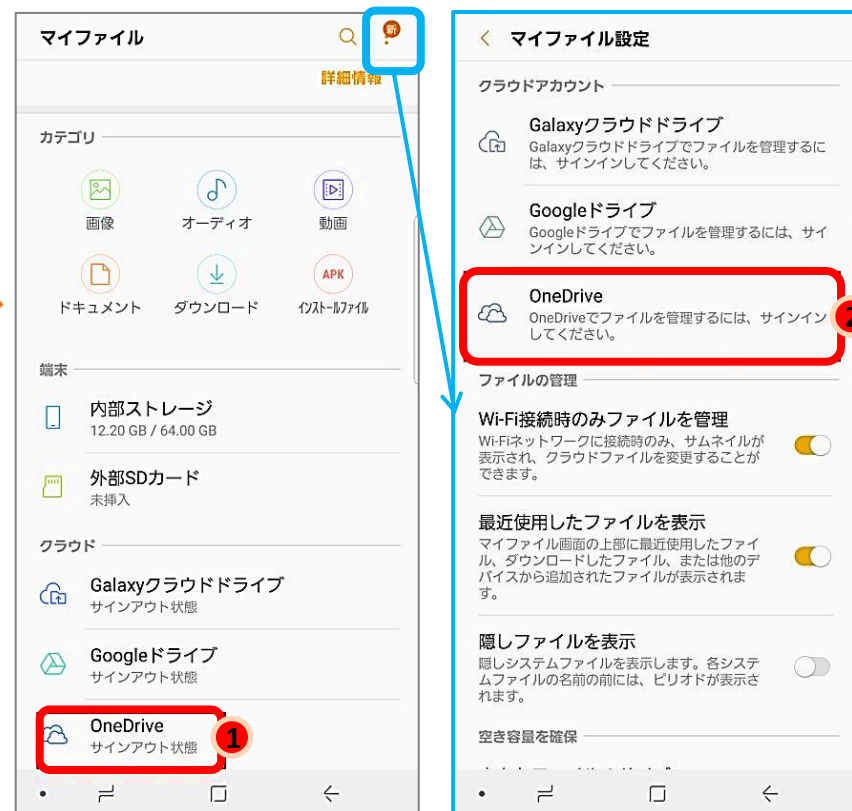 マイファイル
新
詳細情報
カテゴリ
画像
オーディオ
動画
APK
ドキュメント
ダウンロード
インストールファイル
端末
内部ストレージ
12.20 GB / 64.00 GB
外部SDカード
未挿入
クラウド
Galaxyクラウドドライブ
サインアウト状態
Googleドライブ
サインアウト状態
OneDrive
サインアウト状態
1
マイファイル設定
クラウドアカウント
Galaxyクラウドドライブ
Galaxyクラウドドライブでファイルを管理するに
は、サインインしてください。
Googleドライブ
Googleドライブでファイルを管理するには、サイ
ンインしてください。
OneDrive
OneDriveでファイルを管理するには、サインイン
してください。
2
ファイルの管理
Wi-Fi接続時のみファイルを管理
Wi-Fiネットワークに接続時のみ、サムネイルが
表示され、クラウドファイルを変更することが
できます。
最近使用したファイルを表示
マイファイル画面の上部に最近使用したファイ
ル、ダウンロードしたファイル、または他のデ
バイスから追加されたファイルが表示されま
す。
隠しファイルを表示
隠しシステムファイルを表示します。各システ
ムファイルの名前の前には、ピリオドが表示さ
れます。
空き容量を確保